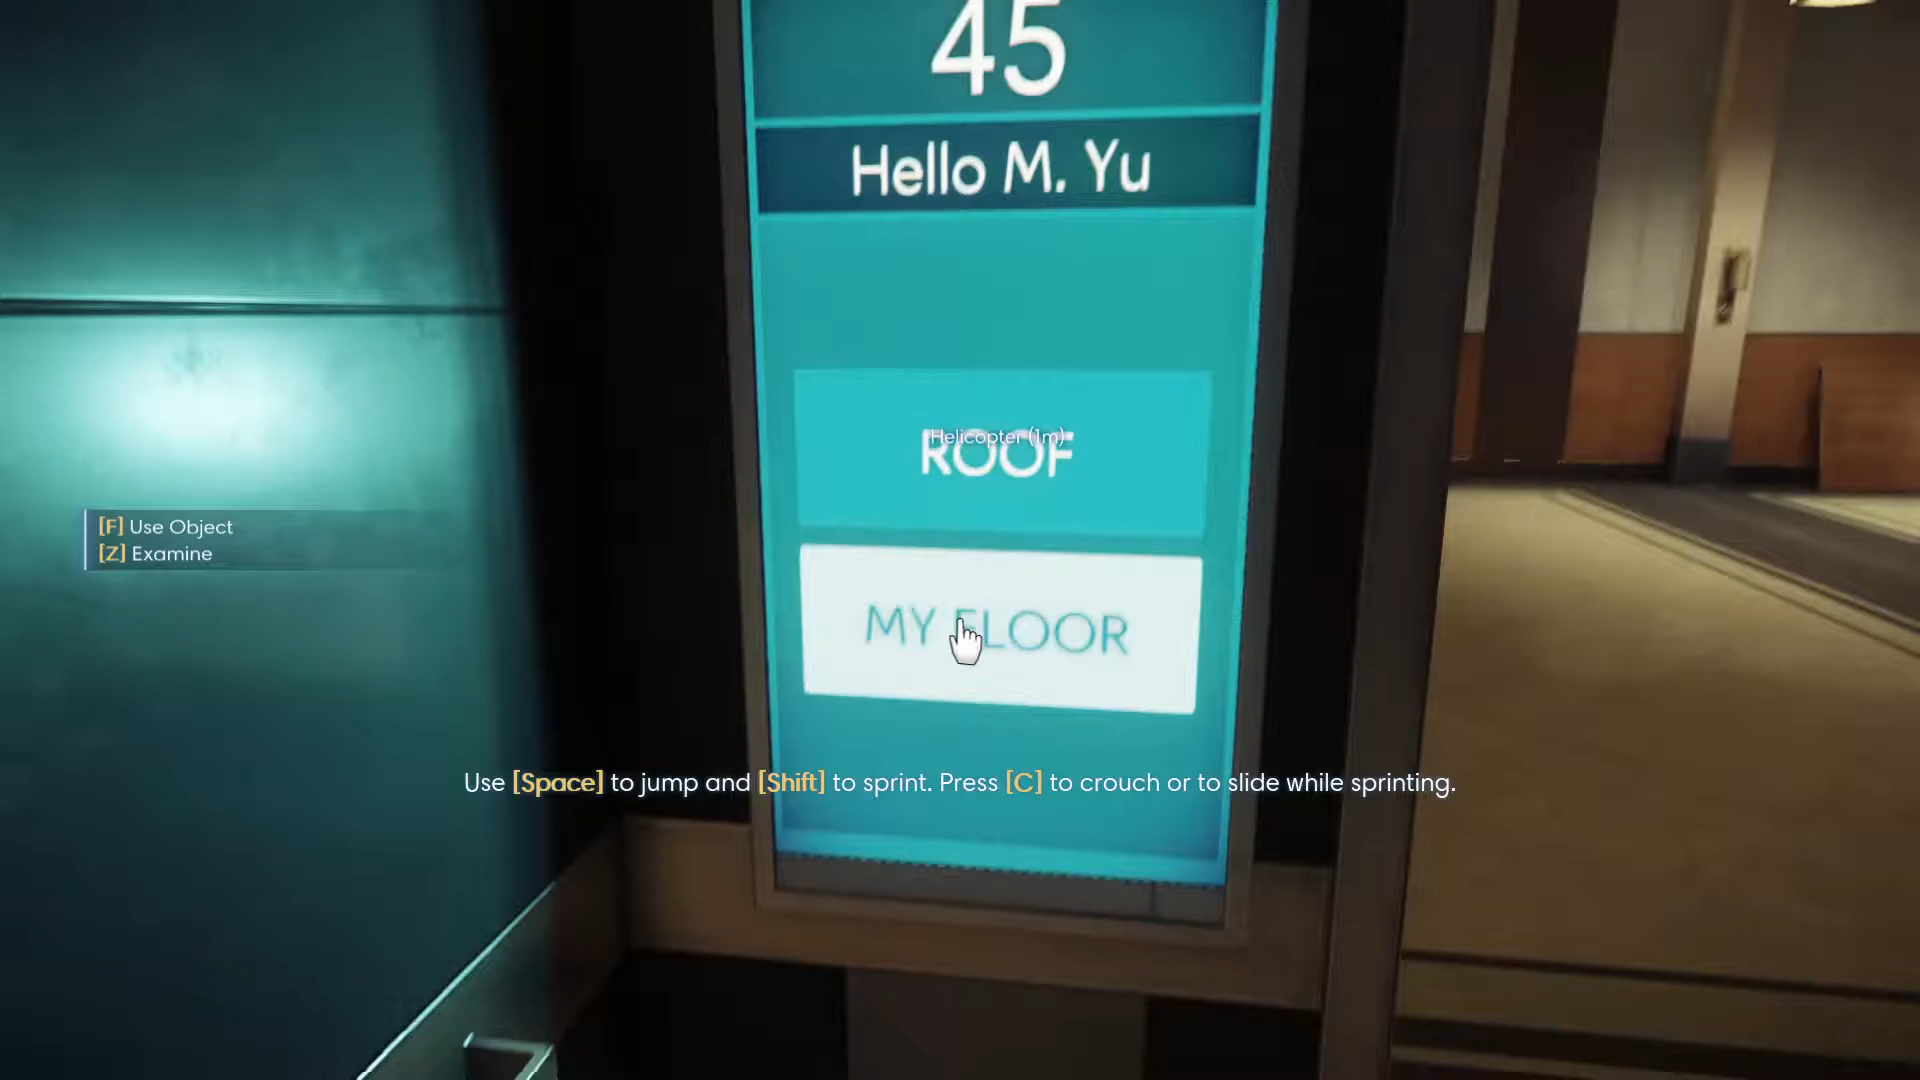 45
Hello M. Yu
Helicopter (1m)
ROOF
[F] Use Object
[Z] Examine
MY FLOOR
Use [Space] to jump and [Shift] to sprint. Press [C] to crouch or to slide while sprinting.